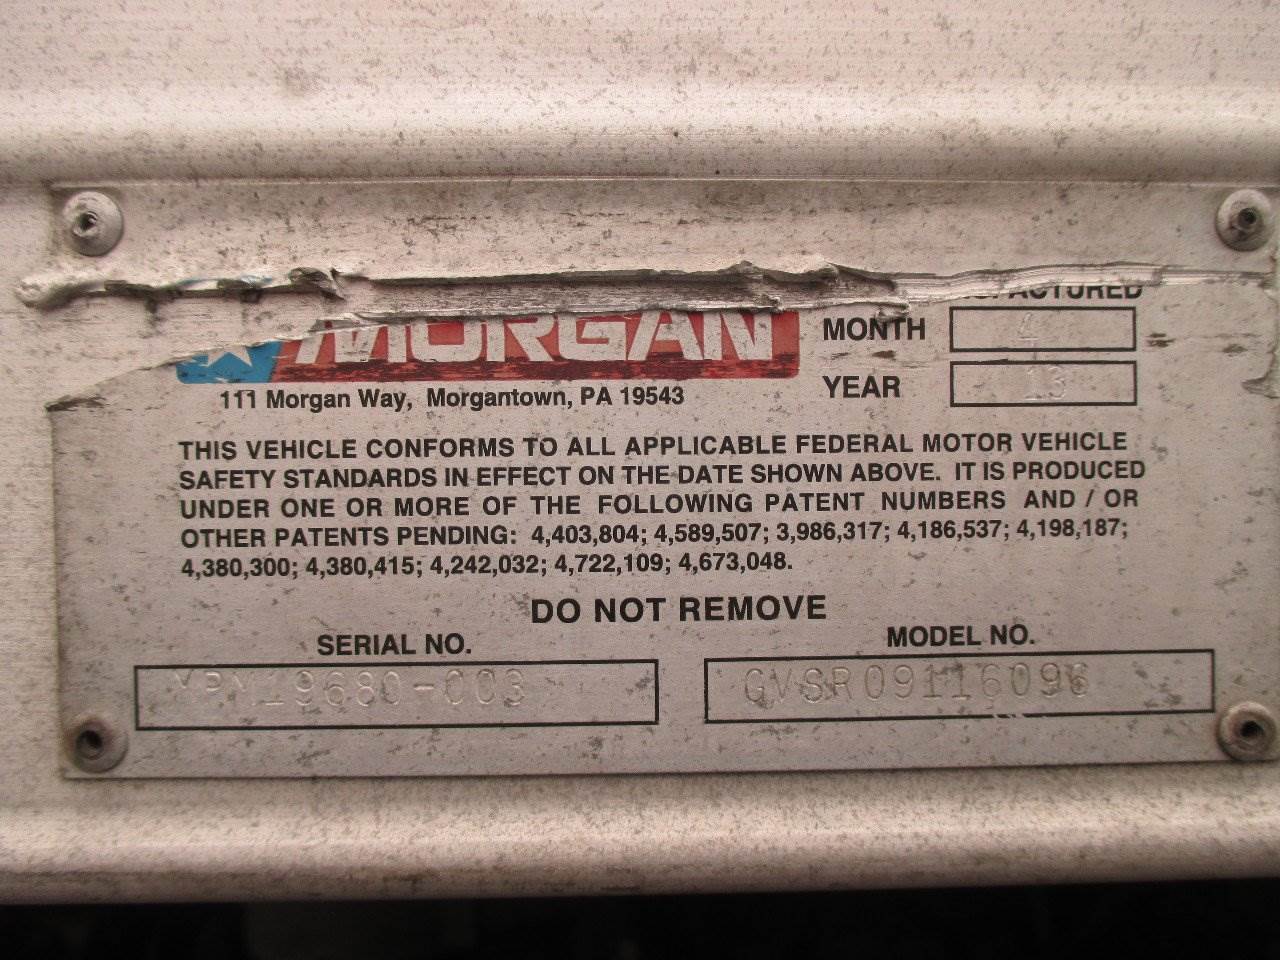 MANUFACTURED
MORGAN
MONTH 4
111 Morgan Way, Morgantown, PA 19543
YEAR 13
THIS VEHICLE CONFORMS TO ALL APPLICABLE FEDERAL MOTOR VEHICLE
SAFETY STANDARDS IN EFFECT ON THE DATE SHOWN ABOVE. IT IS PRODUCED
UNDER ONE OR MORE OF THE FOLLOWING PATENT NUMBERS AND / OR
OTHER PATENTS PENDING: 4,403,804; 4,589,507; 3,986,317; 4,186,537; 4,198,187;
4,380,300; 4,380,415; 4,242,032; 4,722,109; 4,673,048.
DO NOT REMOVE
SERIAL NO. MODEL NO.
GVSR09116096